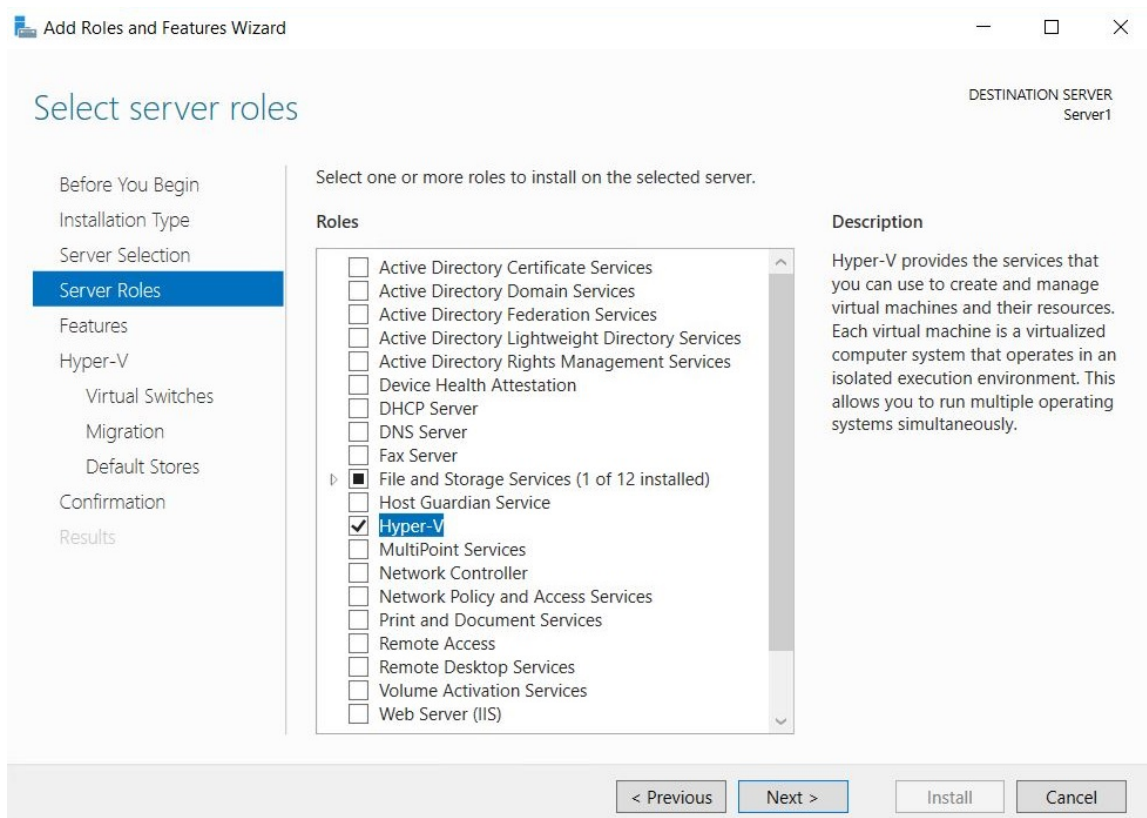 Add Roles and Features Wizard
Select server roles
DESTINATION SERVER
Server1
Before You Begin
Installation Type
Server Selection
Server Roles
Features
Hyper-V
Virtual Switches
Migration
Default Stores
Confirmation
Results
Select one or more roles to install on the selected server.
Roles
Active Directory Certificate Services
Active Directory Domain Services
Active Directory Federation Services
Active Directory Lightweight Directory Services
Active Directory Rights Management Services
Device Health Attestation
DHCP Server
DNS Server
Fax Server
File and Storage Services (1 of 12 installed)
Host Guardian Service
Hyper-V
MultiPoint Services
Network Controller
Network Policy and Access Services
Print and Document Services
Remote Access
Remote Desktop Services
Volume Activation Services
Web Server (IIS)
Description
Hyper-V provides the services that
you can use to create and manage
virtual machines and their resources.
Each virtual machine is a virtualized
computer system that operates in an
isolated execution environment. This
allows you to run multiple operating
systems simultaneously.
< Previous
Next >
Install
Cancel